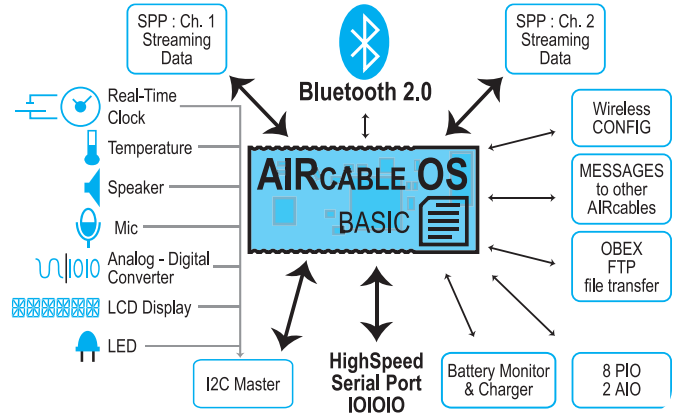 SPP : Ch. 1
Streaming
Data
SPP : Ch. 2
Streaming
Data
Bluetooth 2.0
Real-Time
Clock
Temperature
Speaker
Mic
Analog - Digital
Converter
LCD Display
LED
IOIO
AIRCABLE OS
BASIC
Wireless
CONFIG
MESSAGES
to other
AIRcables
OBEX
FTP
file transfer
I2C Master
HighSpeed
Serial Port
IOIOIO
Battery Monitor
& Charger
8 PIO
2 AIO